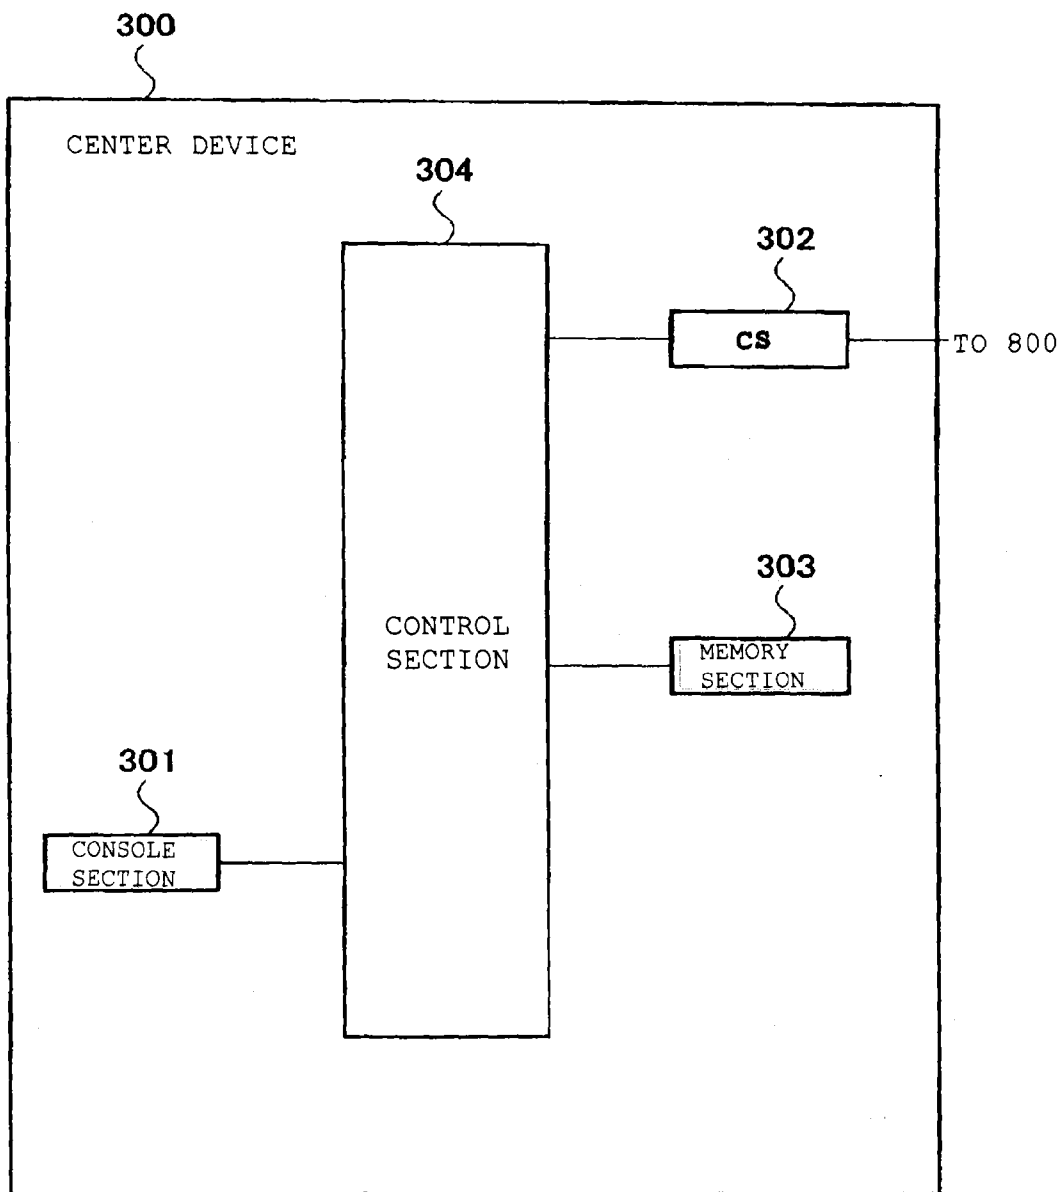 300
CENTER DEVICE
304
302
CS
TO 800
303
CONTROL
SECTION
MEMORY
SECTION
301
CONSOLE
SECTION